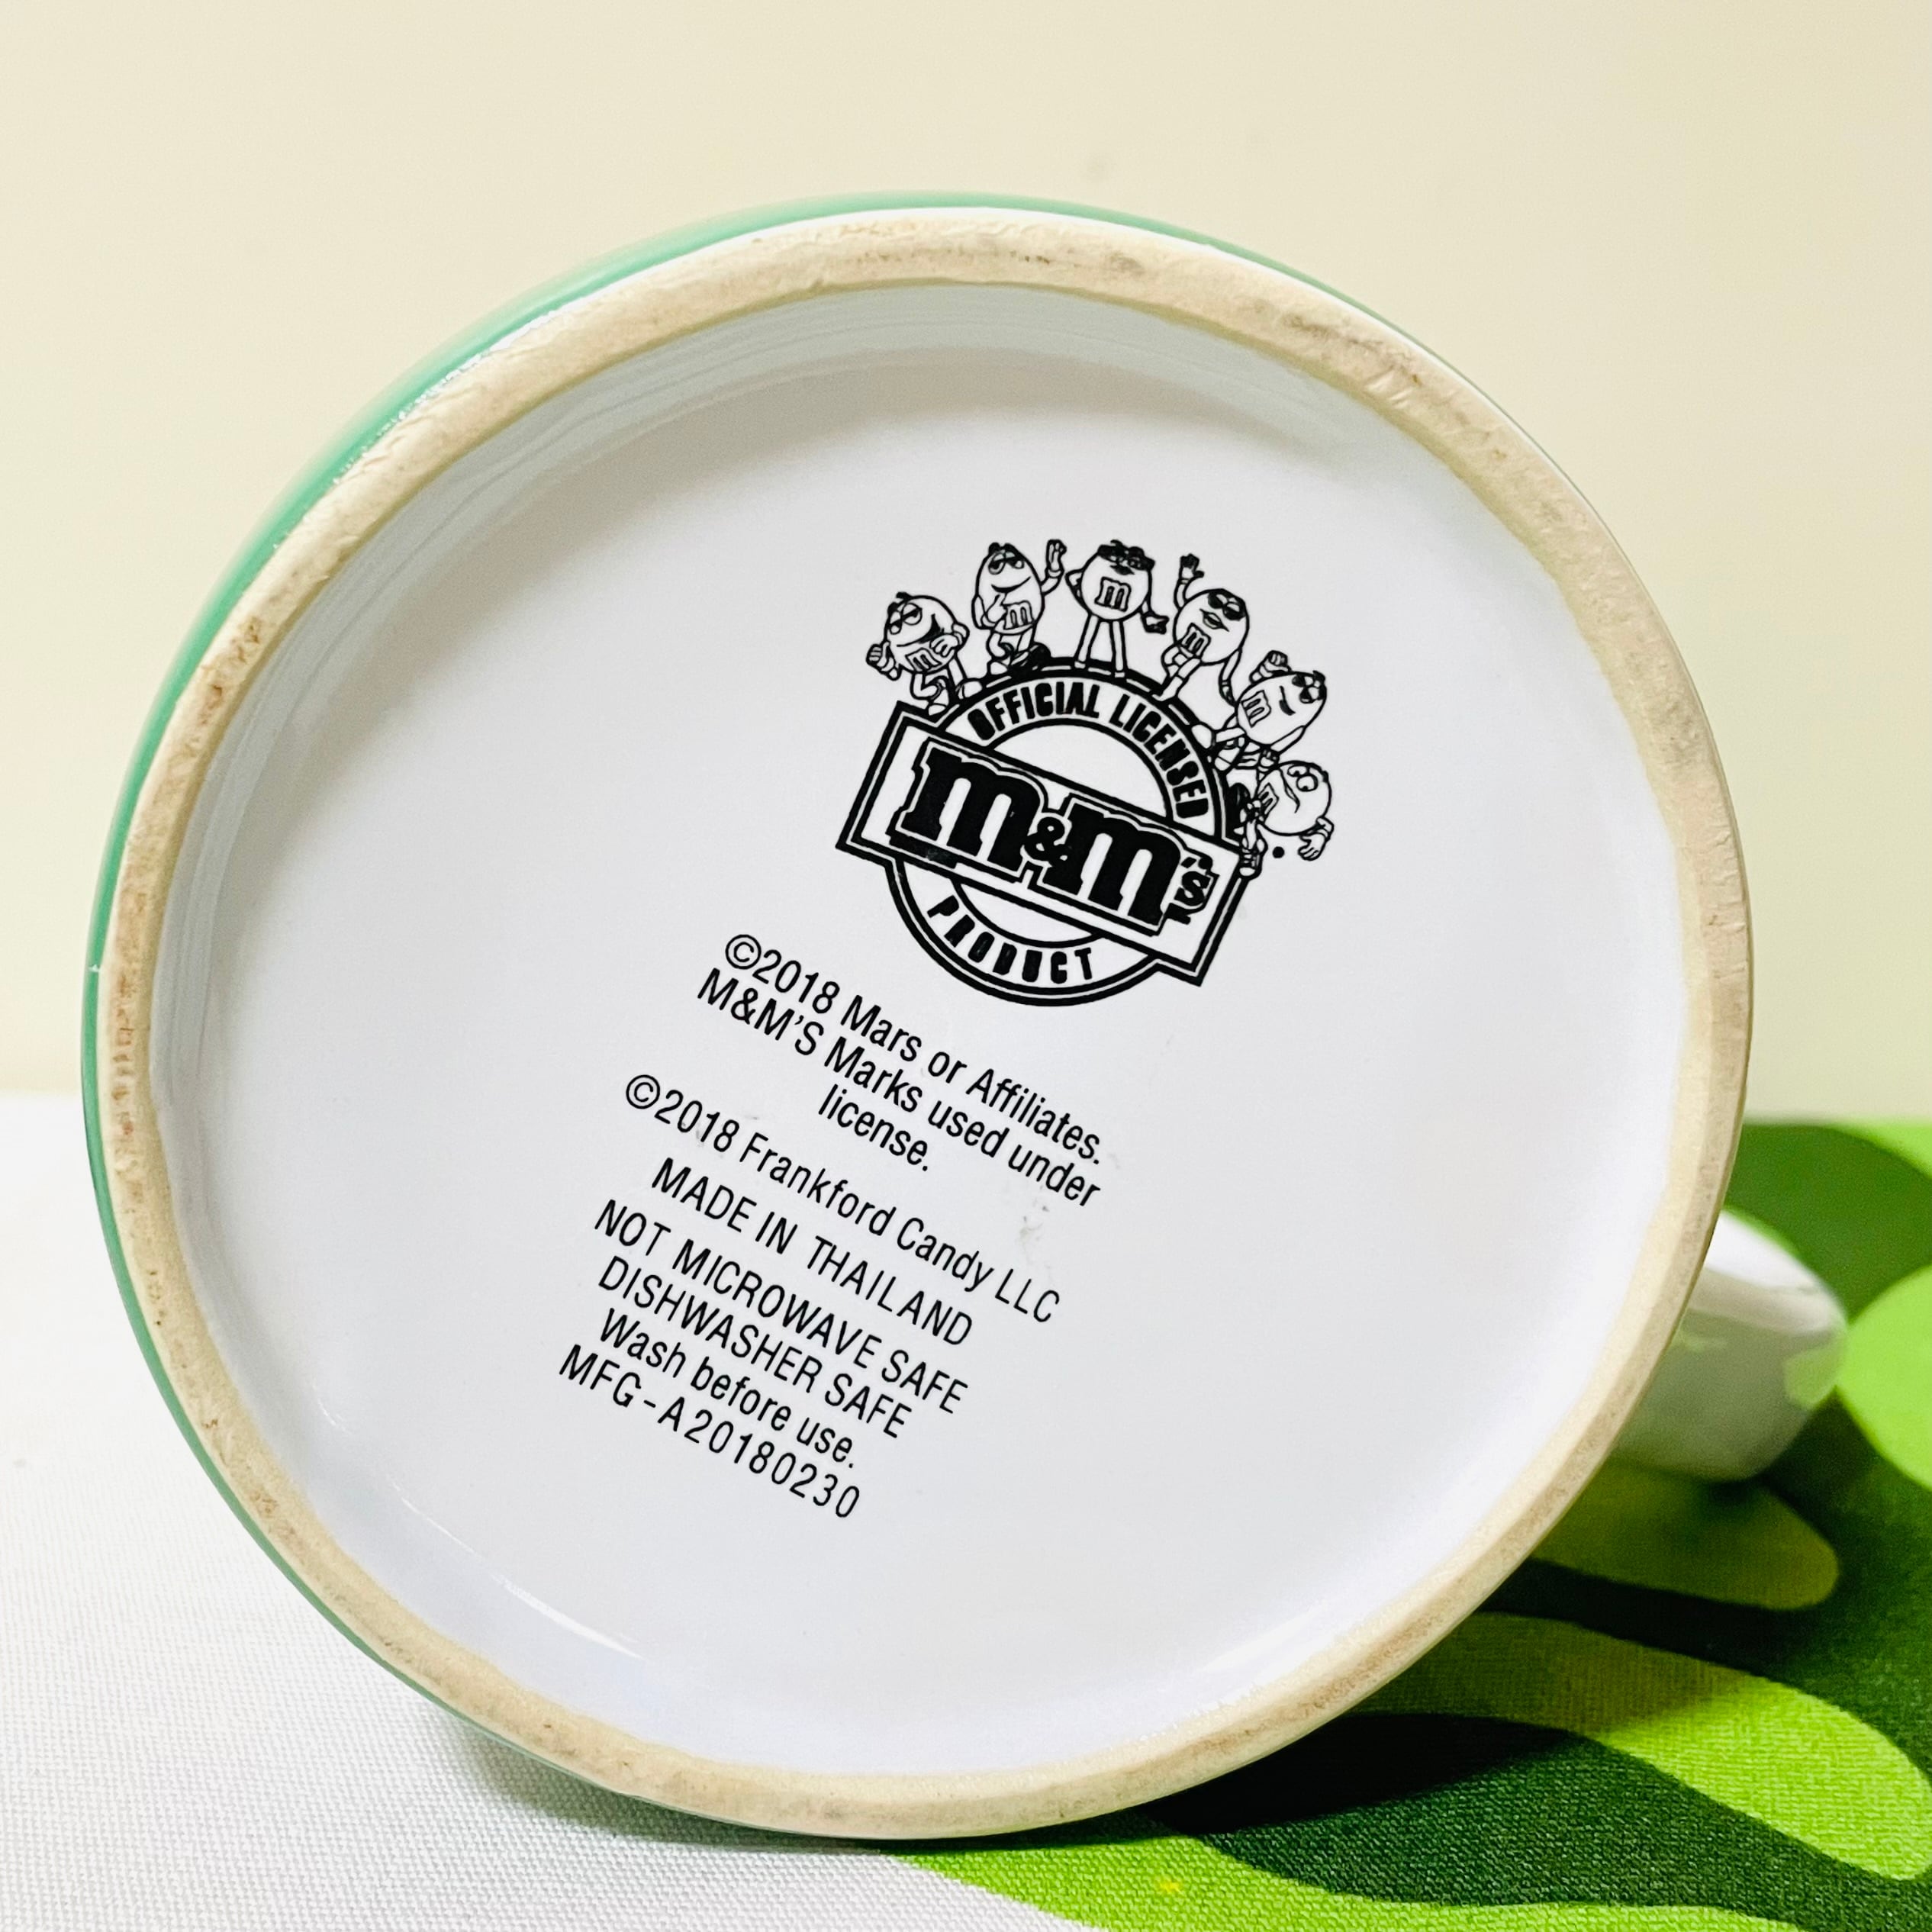 OFFICIAL LICENSED
m&m's
PRODUCT
©2018 Mars or Affiliates.
M&M'S Marks used under
license.
©2018 Frankford Candy LLC
MADE IN THAILAND
NOT MICROWAVE SAFE
DISHWASHER SAFE
Wash before use.
MFG-A20180230